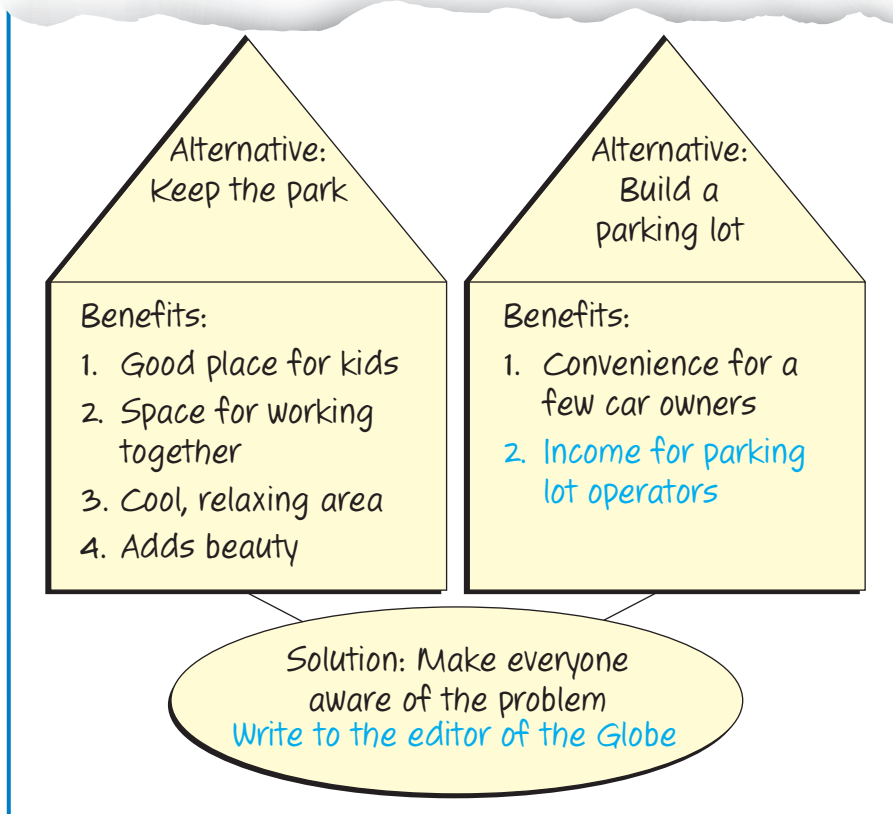 Alternative:
Keep the park
Benefits:
1. Good place for kids
2. Space for working
together
3. Cool, relaxing area
4. Adds beauty
Alternative:
Build a
parking lot
Benefits:
1. Convenience for a
few car owners
2. Income for parking
lot operators
Solution: Make everyone
aware of the problem
Write to the editor of the Globe